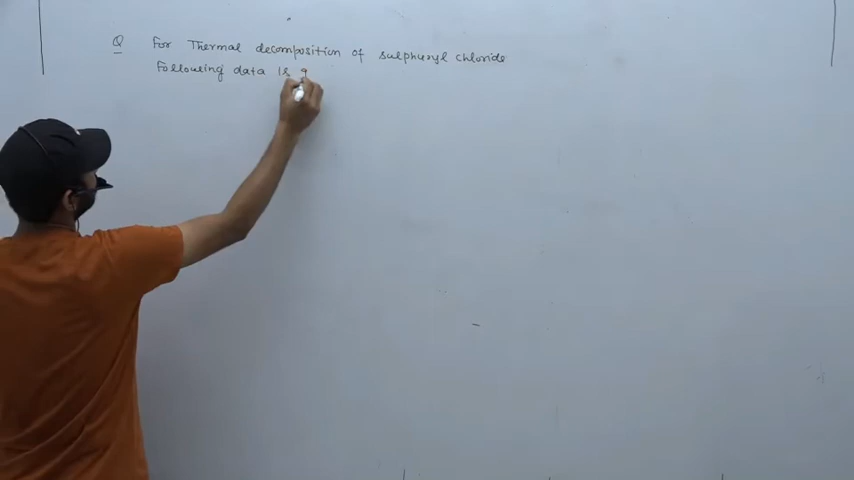 Q For Thermal decomposition of sulphuryl chloride
Following data is g